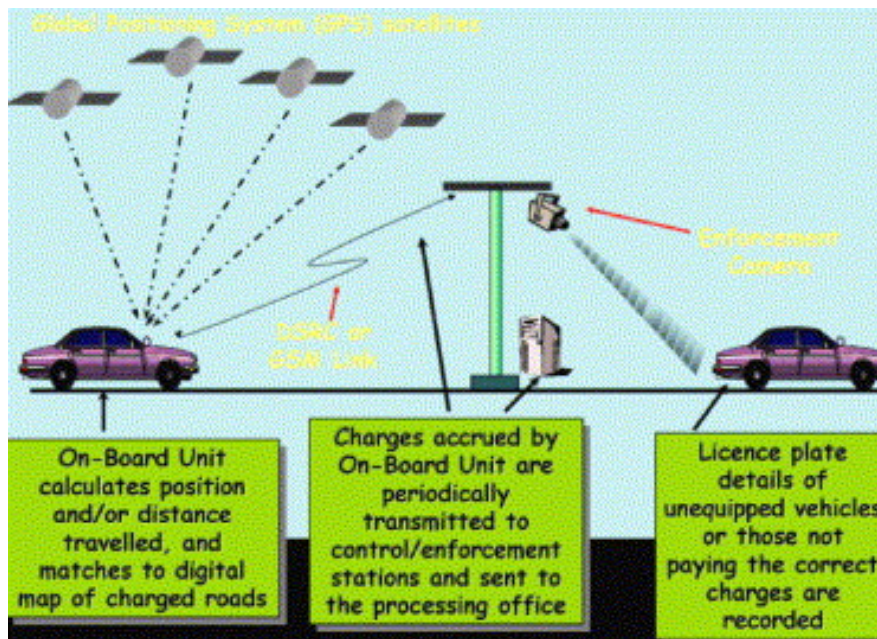 Global Positioning System (GPS) satellites
Enforcement
Camera
DSRC or
GSM Link
On-Board Unit
calculates position
and/or distance
travelled, and
matches to digital
map of charged roads
Charges accrued by
On-Board Unit are
periodically
transmitted to
control/enforcement
stations and sent to
the processing office
Licence plate
details of
unequipped vehicles
or those not
paying the correct
charges are
recorded